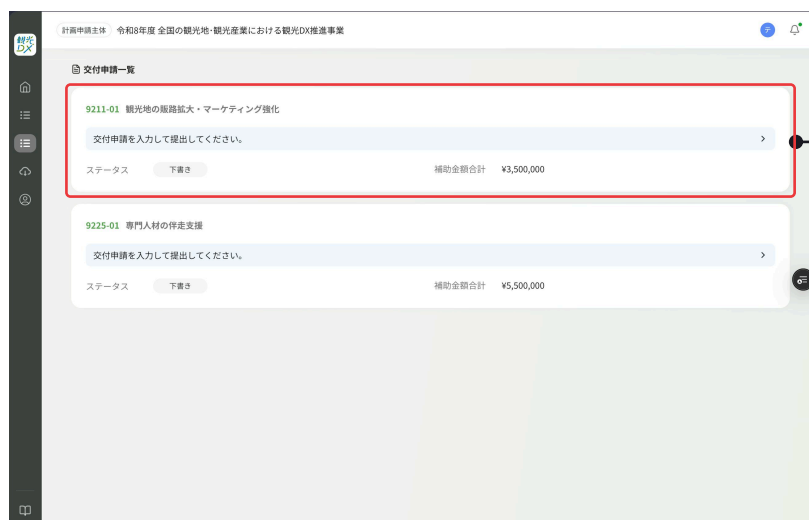 観光
DX
計画申請主体 令和8年度 全国の観光地・観光産業における観光DX推進事業
テ
交付申請一覧
9211-01 観光地の販路拡大・マーケティング強化
交付申請を入力して提出してください。
ステータス 下書き 補助金額合計 ¥3,500,000
9225-01 専門人材の伴走支援
交付申請を入力して提出してください。
ステータス 下書き 補助金額合計 ¥5,500,000